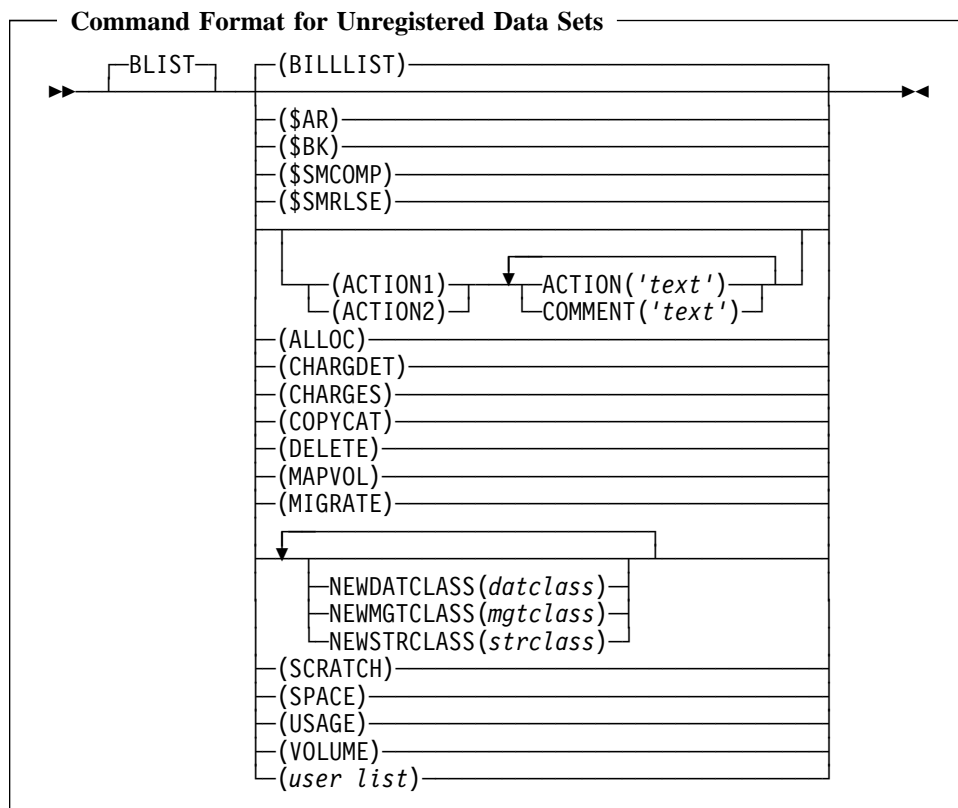 Command Format for Unregistered Data Sets
BLIST
(BILLLIST)
($AR)
($BK)
($SMCOMP)
($SMRLSE)
(ACTION1)
(ACTION2)
ACTION('text')
COMMENT('text')
(ALLOC)
(CHARGDET)
(CHARGES)
(COPYCAT)
(DELETE)
(MAPVOL)
(MIGRATE)
NEWDATCLASS(datclass)
NEWMGTCLASS(mgtclass)
NEWSTRCLASS(strclass)
(SCRATCH)
(SPACE)
(USAGE)
(VOLUME)
(user list)